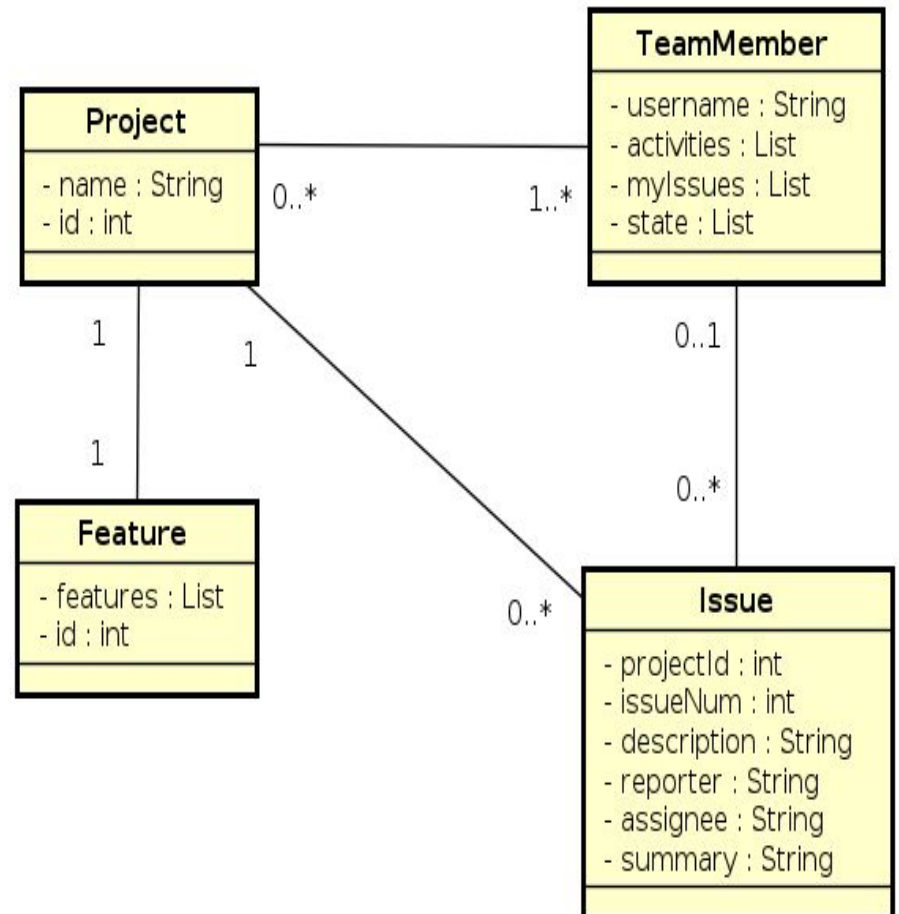 TeamMember
- username : String
- activities : List
- myIssues : List
- state : List
Project
- name : String
- id : int
0..*
1..*
1
1
0..1
1
0..*
Feature
- features : List
- id : int
0..*
Issue
- projectId : int
- issueNum : int
- description : String
- reporter : String
- assignee : String
- summary : String